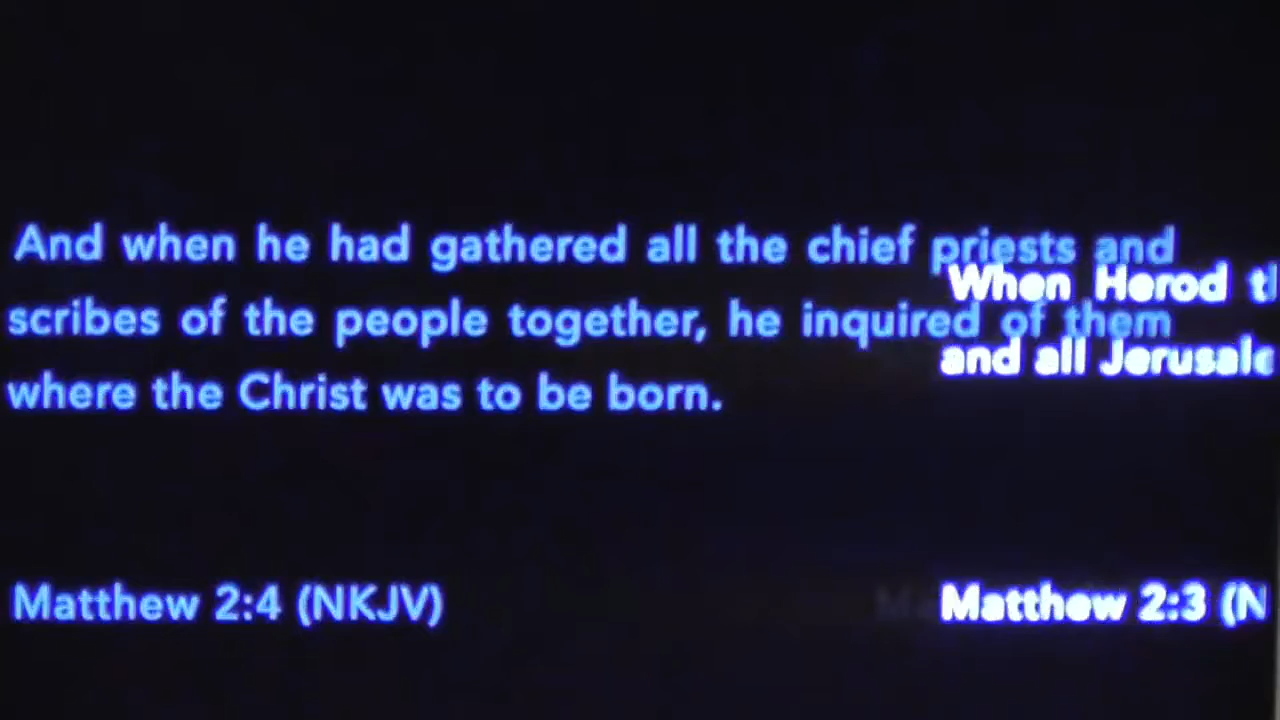 And when he had gathered all the chief priests and
scribes of the people together, he inquired of them
where the Christ was to be born.
Matthew 2:4 (NKJV)
When Herod
and all
Matthew 2:3 (N